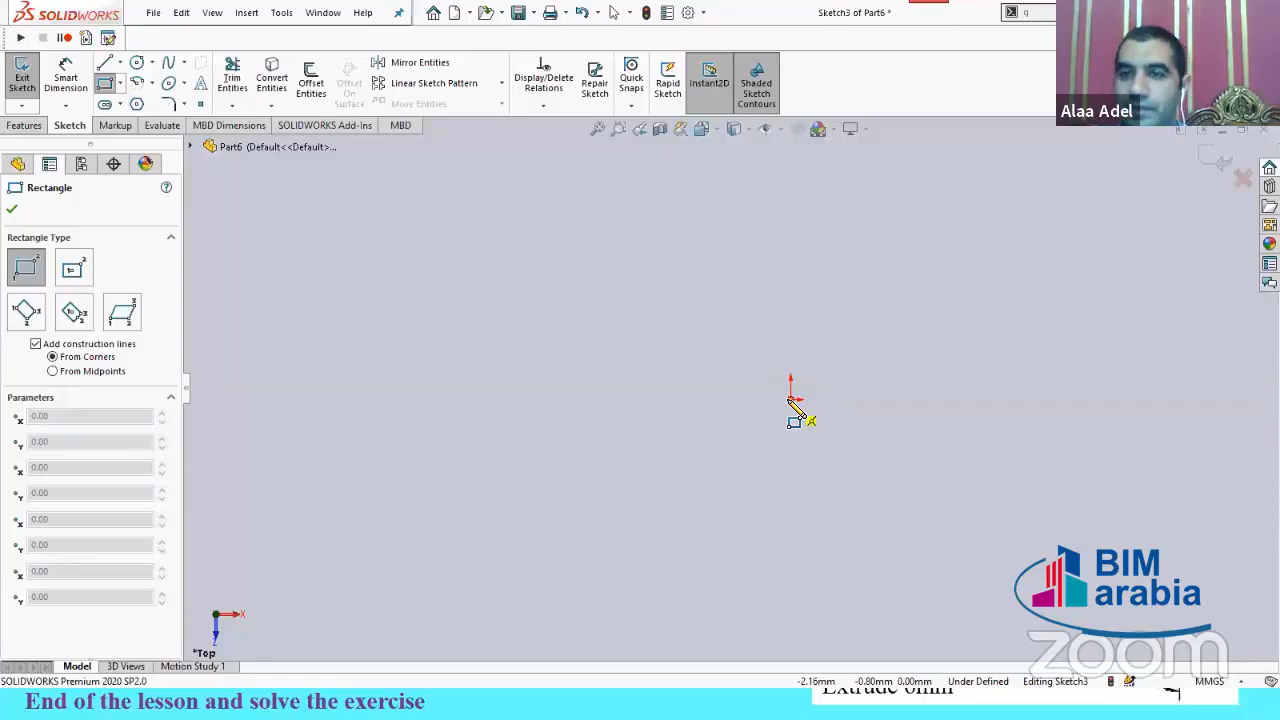 SOLIDWORKS
File
Edit
View
Insert
Tools
Window
Help
Sketch3 of Part6 *
q
Alaa Adel
Exit Sketch
Smart Dimension
Trim Entities
Convert Entities
Offset Entities
Offset On Surface
Mirror Entities
Linear Sketch Pattern
Move Entities
Display/Delete Relations
Repair Sketch
Quick Snaps
Rapid Sketch
Instant2D
Shaded Sketch Contours
Features
Sketch
Markup
Evaluate
MBD Dimensions
SOLIDWORKS Add-Ins
MBD
Part6 (Default<<Default>...
Rectangle
Rectangle Type
Add construction lines
From Corners
From Midpoints
Parameters
0.00
0.00
0.00
0.00
0.00
0.00
0.00
0.00
X
Z
*Top
BIM
arabia
zoom
Model
3D Views
Motion Study 1
SOLIDWORKS Premium 2020 SP2.0
-2.16mm
-0.80mm 0.00mm
Under Defined
Editing Sketch3
MMGS
End of the lesson and solve the exercise